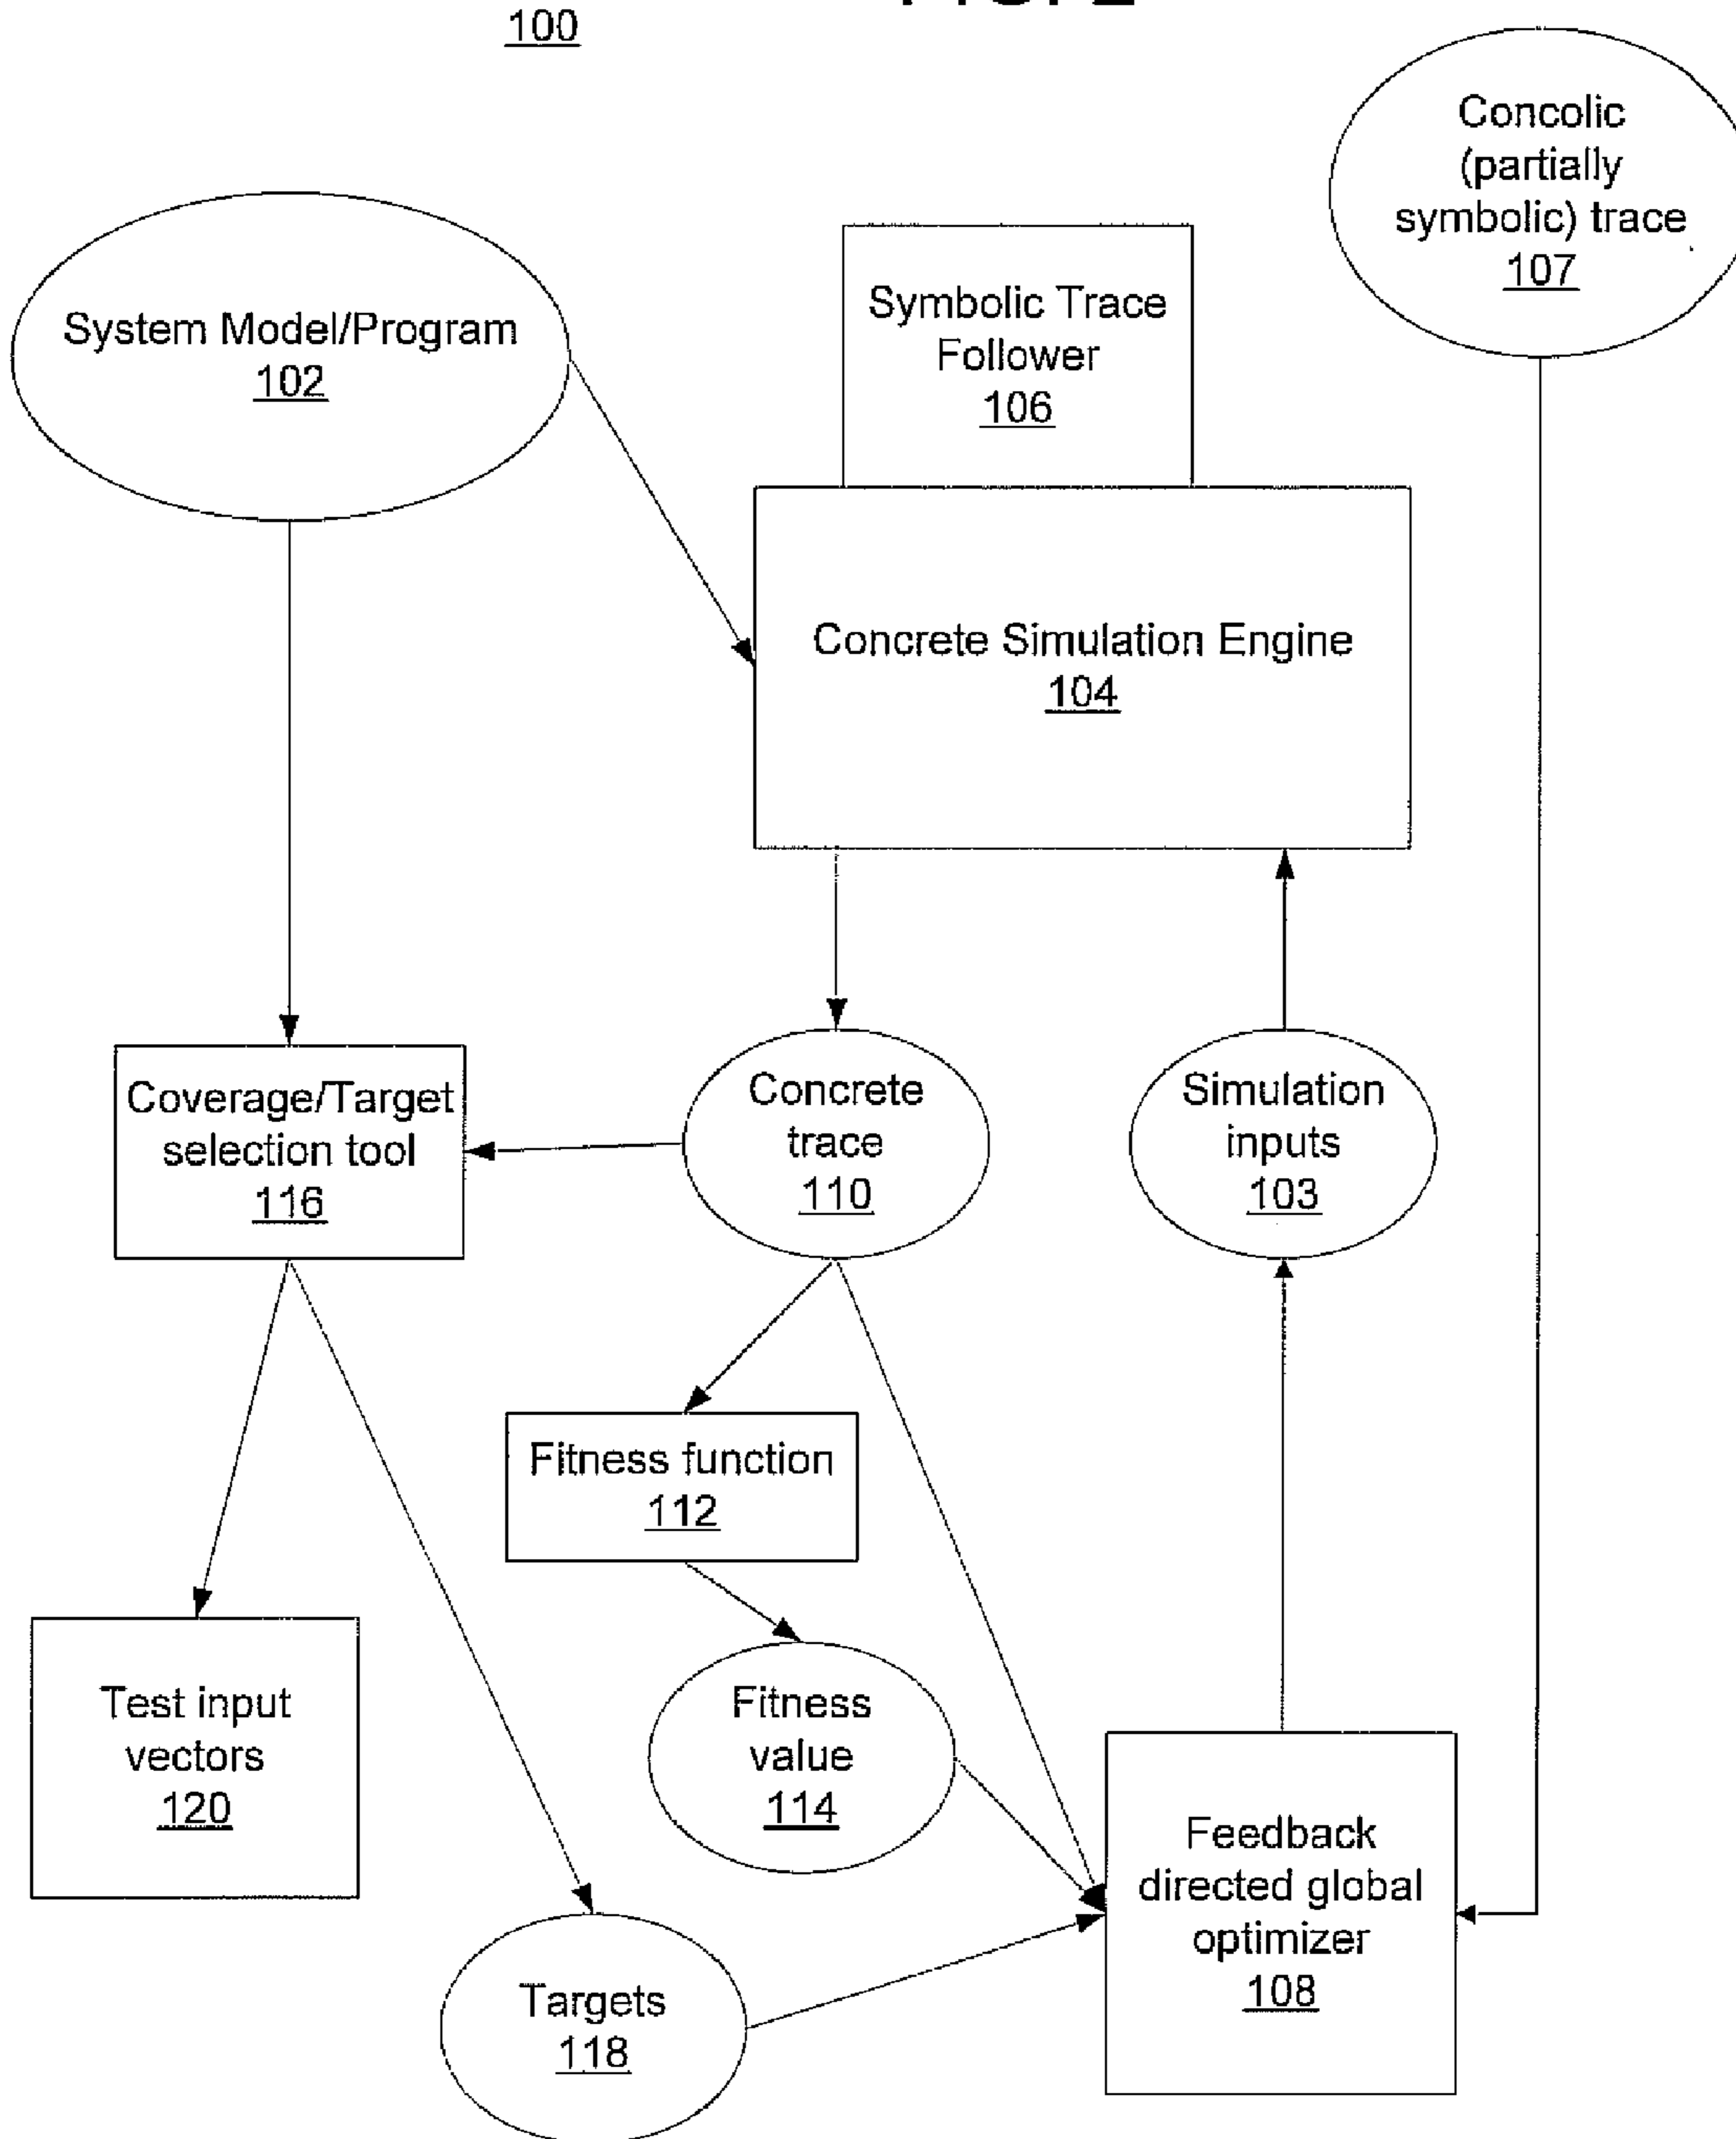 100
Concolic
(partially
symbolic) trace
107
System Model/Program
102
Symbolic Trace
Follower
106
Concrete Simulation Engine
104
Coverage/Target
selection tool
116
Concrete
trace
110
Simulation
inputs
103
Fitness function
112
Test input
vectors
120
Fitness
value
114
Feedback
directed global
optimizer
108
Targets
118